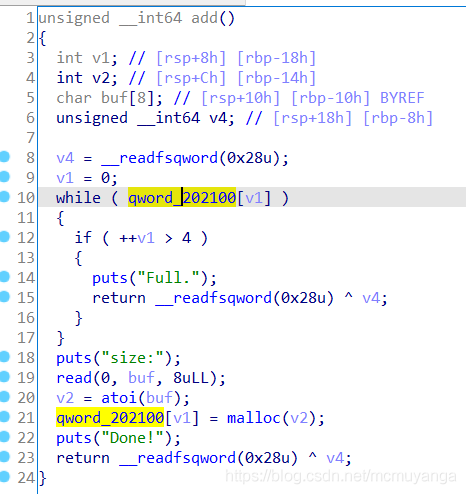 1 unsigned __int64 add()
2 {
3 int v1; // [rsp+8h] [rbp-18h]
4 int v2; // [rsp+Ch] [rbp-14h]
5 char buf[8]; // [rsp+10h] [rbp-10h] BYREF
6 unsigned __int64 v4; // [rsp+18h] [rbp-8h]
7
8 v4 = __readfsqword(0x28u);
9 v1 = 0;
10 while ( qword_202100[v1] )
11 {
12 if ( ++v1 > 4 )
13 {
14 puts("Full.");
15 return __readfsqword(0x28u) ^ v4;
16 }
17 }
18 puts("size:");
19 read(0, buf, 8uLL);
20 v2 = atoi(buf);
21 qword_202100[v1] = malloc(v2);
22 puts("Done!");
23 return __readfsqword(0x28u) ^ v4;
24 }
https://blog.csdn.net/mcmuyanga